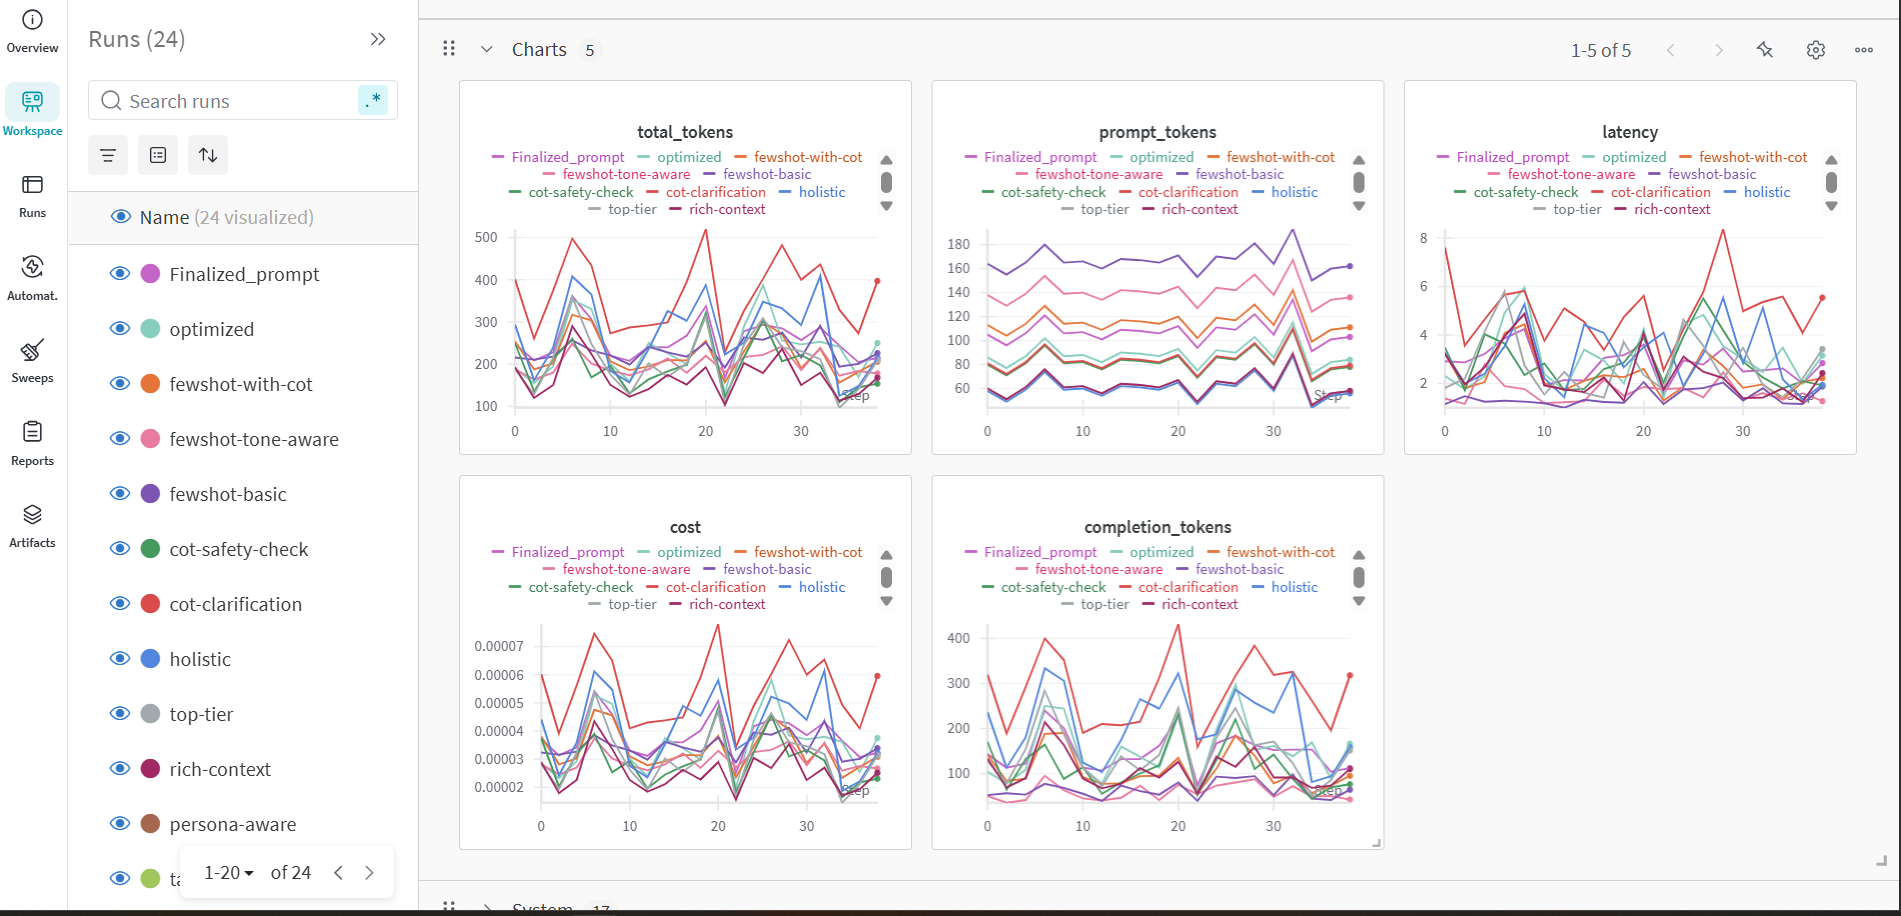 Overview
Workspace
Runs
Automat.
Sweeps
Reports
Artifacts
Runs (24)
Search runs
.*
Name (24 visualized)
Finalized_prompt
optimized
fewshot-with-cot
fewshot-tone-aware
fewshot-basic
cot-safety-check
cot-clarification
holistic
top-tier
rich-context
persona-aware
1-20 of 24
Charts 5
1-5 of 5
total_tokens
Finalized_prompt optimized fewshot-with-cot
fewshot-tone-aware fewshot-basic
cot-safety-check cot-clarification holistic
top-tier rich-context
500
400
300
200
100
Step
0 10 20 30
prompt_tokens
Finalized_prompt optimized fewshot-with-cot
fewshot-tone-aware fewshot-basic
cot-safety-check cot-clarification holistic
top-tier rich-context
180
160
140
120
100
80
60
Step
0 10 20 30
latency
Finalized_prompt optimized fewshot-with-cot
fewshot-tone-aware fewshot-basic
cot-safety-check cot-clarification holistic
top-tier rich-context
8
6
4
2
Step
0 10 20 30
cost
Finalized_prompt optimized fewshot-with-cot
fewshot-tone-aware fewshot-basic
cot-safety-check cot-clarification holistic
top-tier rich-context
0.00007
0.00006
0.00005
0.00004
0.00003
0.00002
Step
0 10 20 30
completion_tokens
Finalized_prompt optimized fewshot-with-cot
fewshot-tone-aware fewshot-basic
cot-safety-check cot-clarification holistic
top-tier rich-context
400
300
200
100
Step
0 10 20 30
System 17